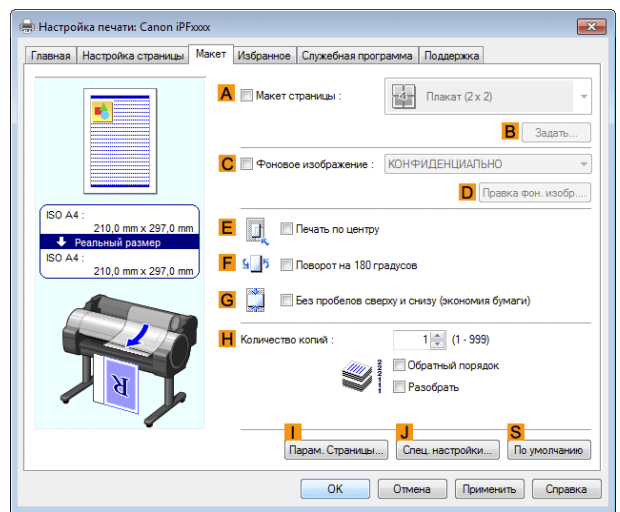 Настройка печати: Canon iPFxxxx
Главная Настройка страницы Макет Избранное Служебная программа Поддержка
A Макет страницы : 4 Плакат (2 x 2)
B Задать...
C Фоновое изображение : КОНФИДЕНЦИАЛЬНО
D Правка фон. изобр....
ISO A4 :
210,0 mm x 297,0 mm
Реальный размер
ISO A4 :
210,0 mm x 297,0 mm
E Печать по центру
F Поворот на 180 градусов
G Без пробелов сверху и снизу (экономия бумаги)
H Количество копий : 1 (1 - 999)
Обратный порядок
Разобрать
R
I J S
Парам. Страницы... Спец. настройки... По умолчанию
OK Отмена Применить Справка